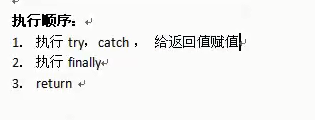 执行顺序:
1. 执行 try,catch , 给返回值赋值
2. 执行 finally
3. return